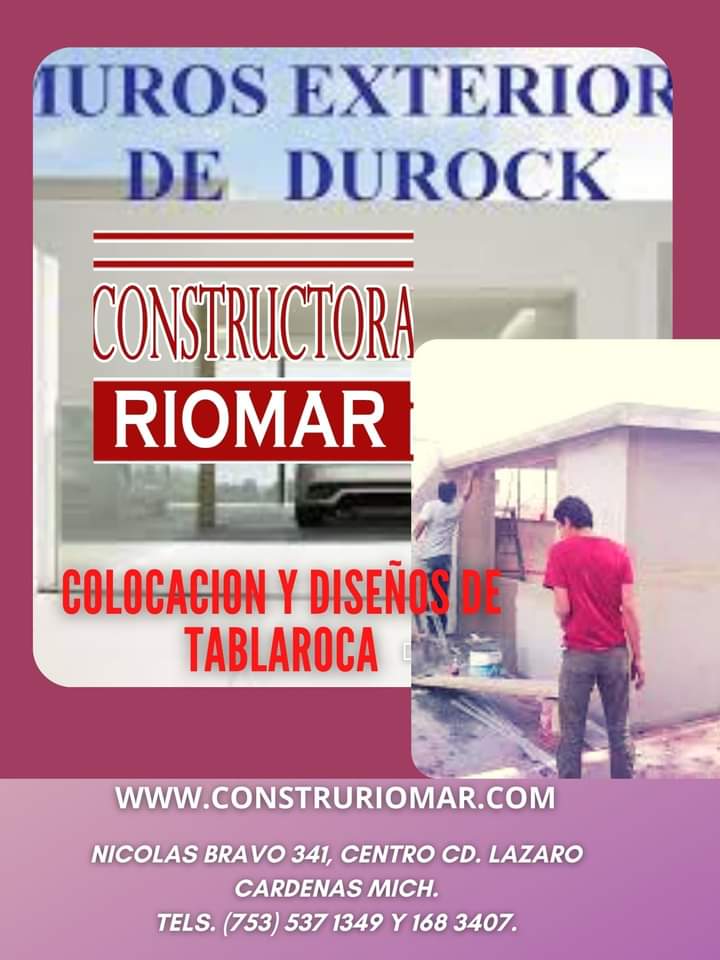 MUROS EXTERIOR
DE DUROCK
CONSTRUCTORA
RIOMAR
COLOCACION Y DISEÑOS DE
TABLAROCA
WWW.CONSTRURIOMAR.COM
NICOLAS BRAVO 341, CENTRO CD. LAZARO
CARDENAS MICH.
TELS. (753) 537 1349 Y 168 3407.